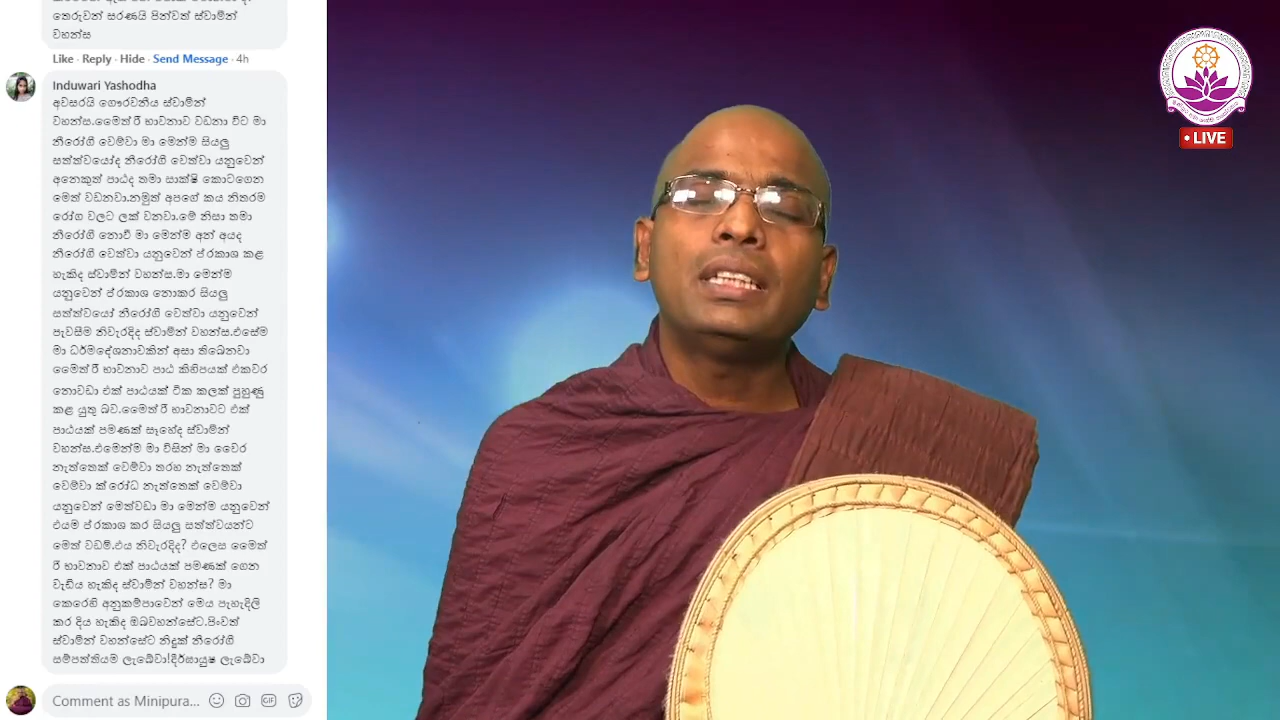 තෙරුවන් සරණයි පින්වත් ස්වාමීන්
වහන්ස
Like · Reply · Hide · Send Message · 4h
Induwari Yashodha
අවසරයි ගෞරවනීය ස්වාමීන්
වහන්ස.මෛත්‍රී භාවනාව වඩනා විට මා
නීරෝගී වෙම්වා මා මෙන්ම සියලු
සත්ත්වයෝද නීරෝගි වෙත්වා යනුවෙන්
අනෙකුත් පාඨද තමා සාක්ෂි කොටගෙන
මෙත් වඩනවා.නමුත් අපගේ කය නිතරම
රෝග වලට ලක් වනවා.මේ නිසා තමා
නිරෝගි නොවී මා මෙන්ම අන් අයද
නීරෝගී වෙත්වා යනුවෙන් ප්‍රකාශ කළ
හැකිද ස්වාමීන් වහන්ස.මා මෙන්ම
යනුවෙන් ප්‍රකාශ නොකර සියලු
සත්ත්වයෝ නීරෝගී වෙත්වා යනුවෙන්
පැවසීම නිවැරදිද ස්වාමීන් වහන්ස.එසේම
මා ධර්මදේශනාවකින් අසා තිබෙනවා
මෛත්‍රී භාවනාව පාඨ කිහිපයක් එකවර
නොවඩා එක් පාඨයක් ටික කලක් පුහුණු
කළ යුතු බව.මෛත්‍රී භාවනාවට එක්
පාඨයක් පමණක් සෑහේද ස්වාමීන්
වහන්ස.එමෙන්ම මා විසින් මා වෛර
නැත්තෙක් වෙම්වා තරහ නැත්තෙක්
වෙම්වා ක්‍රෝධ නැත්තෙක් වෙම්වා
යනුවෙන් මෙත්වඩා මා මෙන්ම යනුවෙන්
එයම ප්‍රකාශ කර සියලු සත්ත්වයන්ට
මෙත් වඩමි.එය නිවැරදිද? එලෙස මෛත්‍
රී භාවනාව එක් පාඨයක් පමණක් ගෙන
වැඩිය හැකිද ස්වාමීන් වහන්ස? මා
කෙරෙහි අනුකම්පාවෙන් මෙය පැහැදිලි
කර දිය හැකිද ඔබවහන්සේට.පිංවත්
ස්වාමීන් වහන්සේට නිදුක් නීරෝගී
සම්පත්තියම ලැබේවා!දීර්ඝායුෂ ලැබේවා
Comment as Minipura...
GIF
LIVE